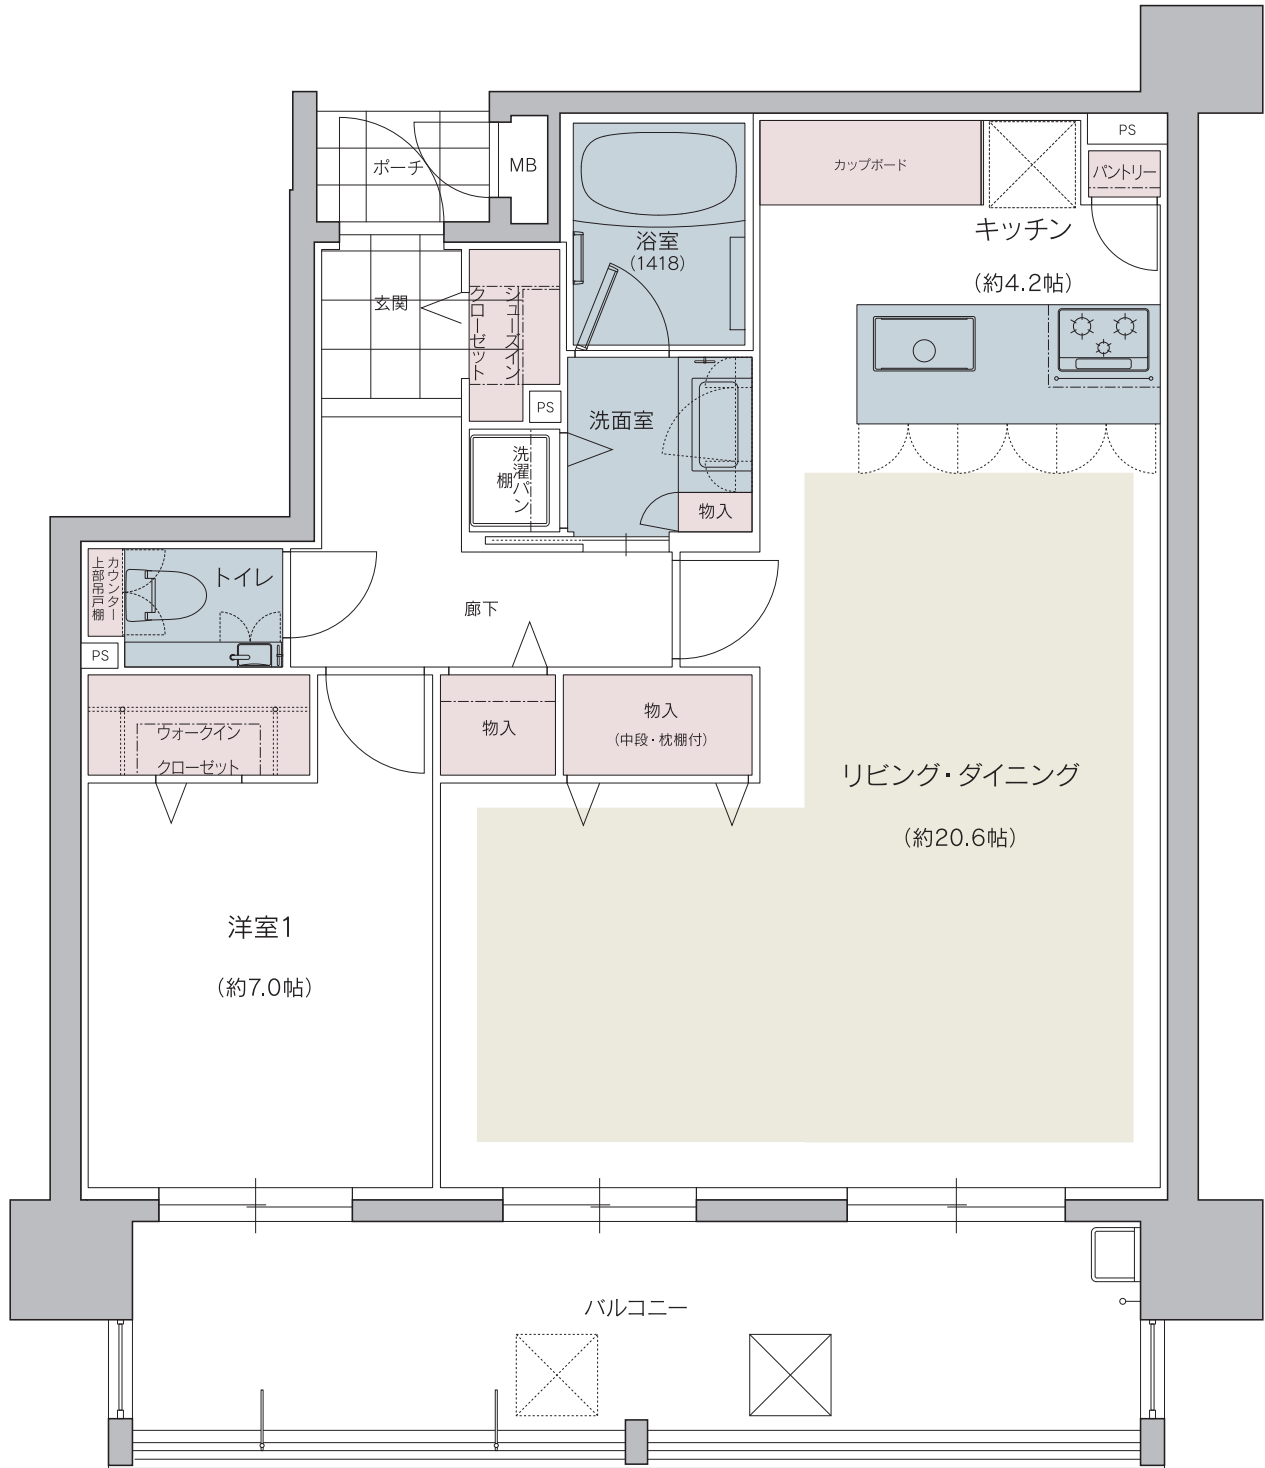 ポーチ
MB
PS
カップボード
パントリー
キッチン
(約4.2帖)
浴室
(1418)
玄関
シューズイン
クローゼット
PS
洗面室
洗濯パン
棚
物入
トイレ
カウンター
上部吊戸棚
PS
廊下
ウォークイン
クローゼット
物入
物入
(中段・枕棚付)
リビング・ダイニング
(約20.6帖)
洋室1
(約7.0帖)
バルコニー